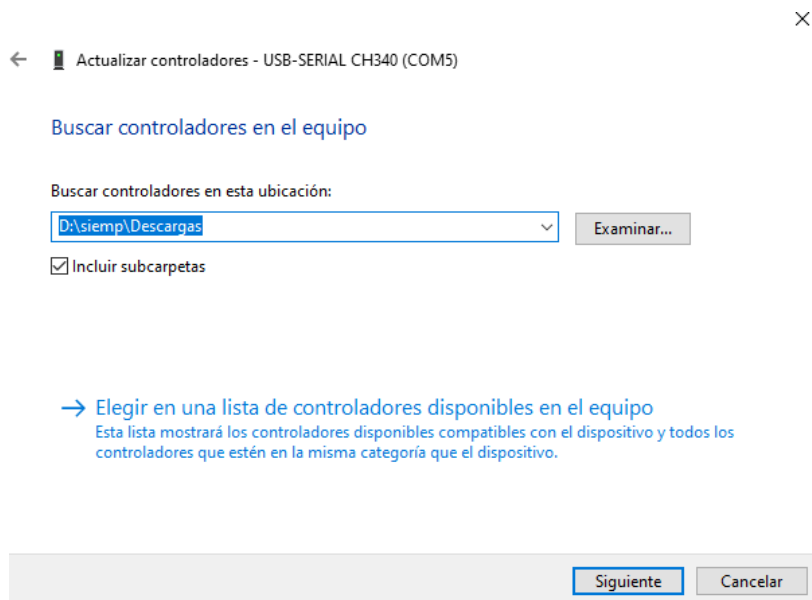 Actualizar controladores - USB-SERIAL CH340 (COM5)
Buscar controladores en el equipo
Buscar controladores en esta ubicación:
D:\siemp\Descargas
Examinar...
Incluir subcarpetas
Elegir en una lista de controladores disponibles en el equipo
Esta lista mostrará los controladores disponibles compatibles con el dispositivo y todos los
controladores que estén en la misma categoría que el dispositivo.
Siguiente
Cancelar